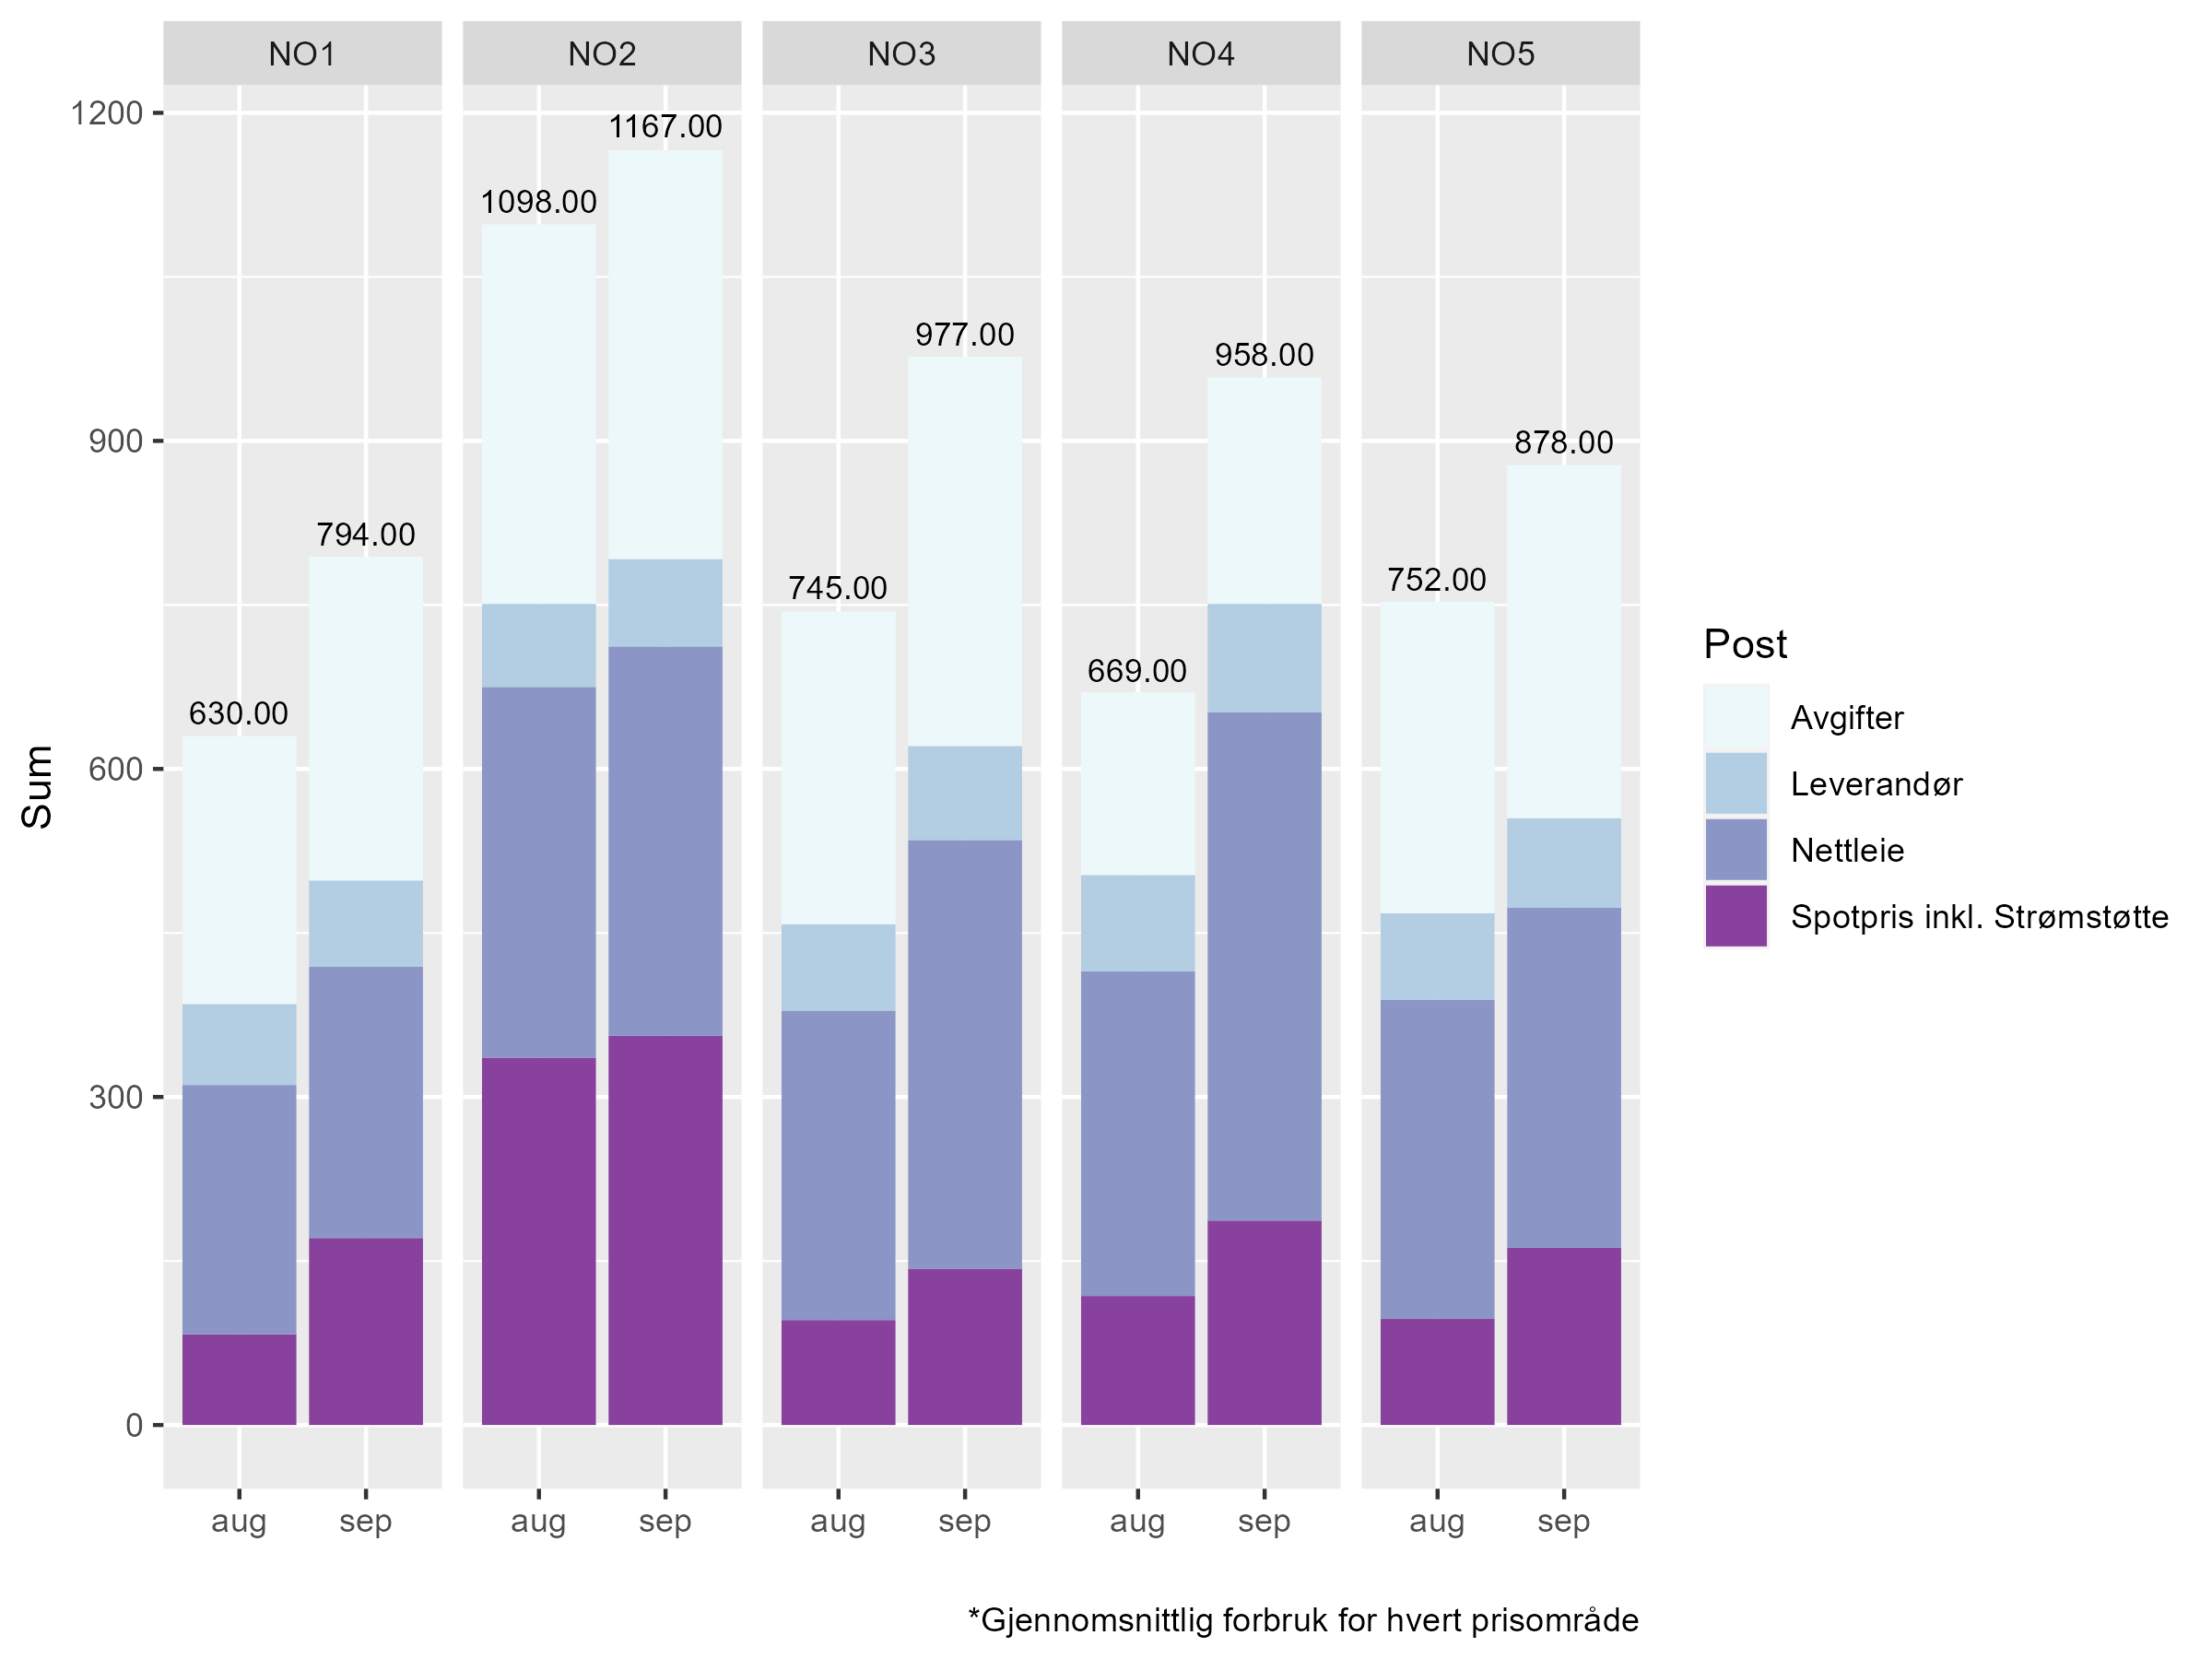 NO1 NO2 NO3 NO4 NO5
1200
1167.00
1098.00
977.00
958.00
900
878.00
794.00
745.00
752.00
669.00
630.00
600
300
0
Sum
aug sep aug sep aug sep aug sep aug sep
Post
Avgifter
Leverandør
Nettleie
Spotpris inkl. Strømstøtte
*Gjennomsnittlig forbruk for hvert prisområde